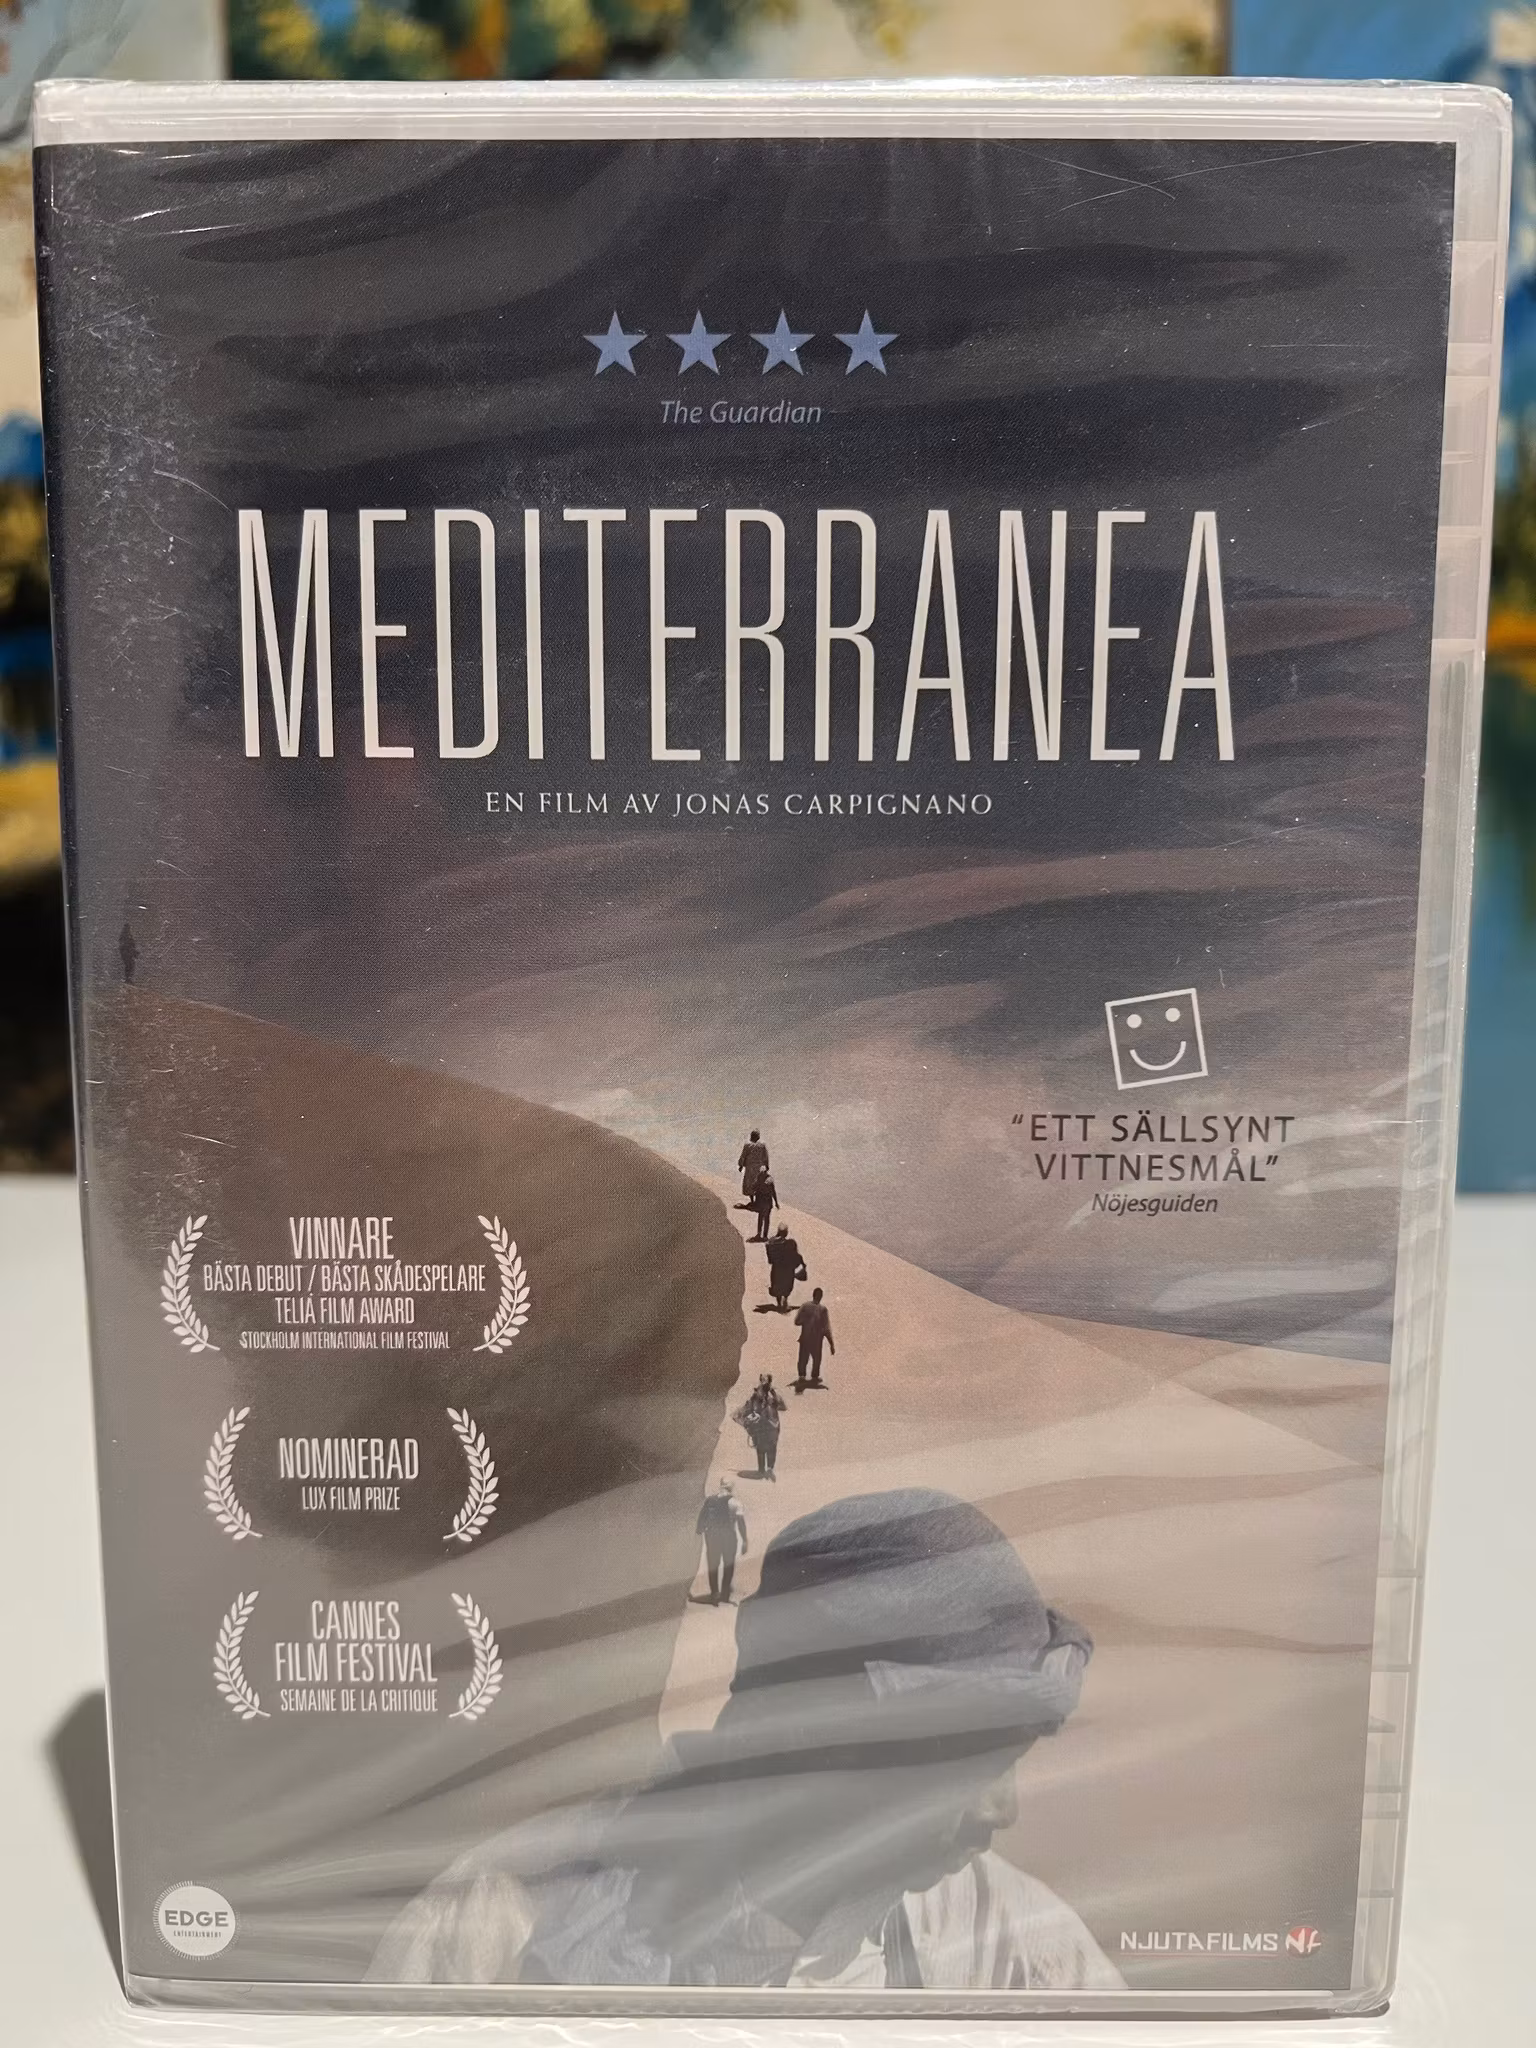 The Guardian
MEDITERRANEA
EN FILM AV JONAS CARPIGNANO
"ETT SÄLLSYNT
VITTNESMÅL"
Nöjesguiden
VINNARE
BÄSTA DEBUT / BÄSTA SKÅDESPELARE
TELIA FILM AWARD
STOCKHOLM INTERNATIONAL FILM FESTIVAL
NOMINERAD
LUX FILM PRIZE
CANNES
FILM FESTIVAL
SEMAINE DE LA CRITIQUE
EDGE
ENTERTAINMENT
NJUTAFILMS NF